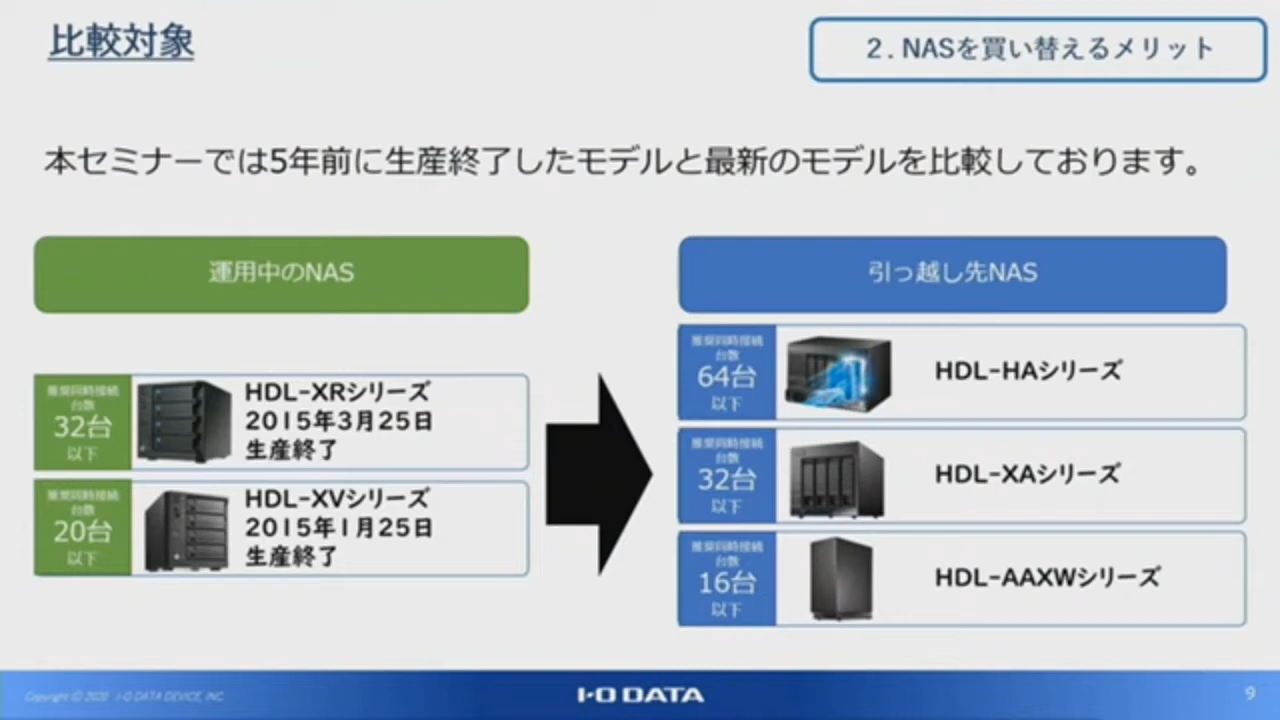 比較対象
2. NASを買い替えるメリット
本セミナーでは5年前に生産終了したモデルと最新のモデルを比較しております。
運用中のNAS
推奨同時接続
台数
32台
以下
HDL-XRシリーズ
2015年3月25日
生産終了
推奨同時接続
台数
20台
以下
HDL-XVシリーズ
2015年1月25日
生産終了
引っ越し先NAS
推奨同時接続
台数
64台
以下
HDL-HAシリーズ
推奨同時接続
台数
32台
以下
HDL-XAシリーズ
推奨同時接続
台数
16台
以下
HDL-AAXWシリーズ
Copyright © 2020 I-O DATA DEVICE, INC.
I-O DATA
9